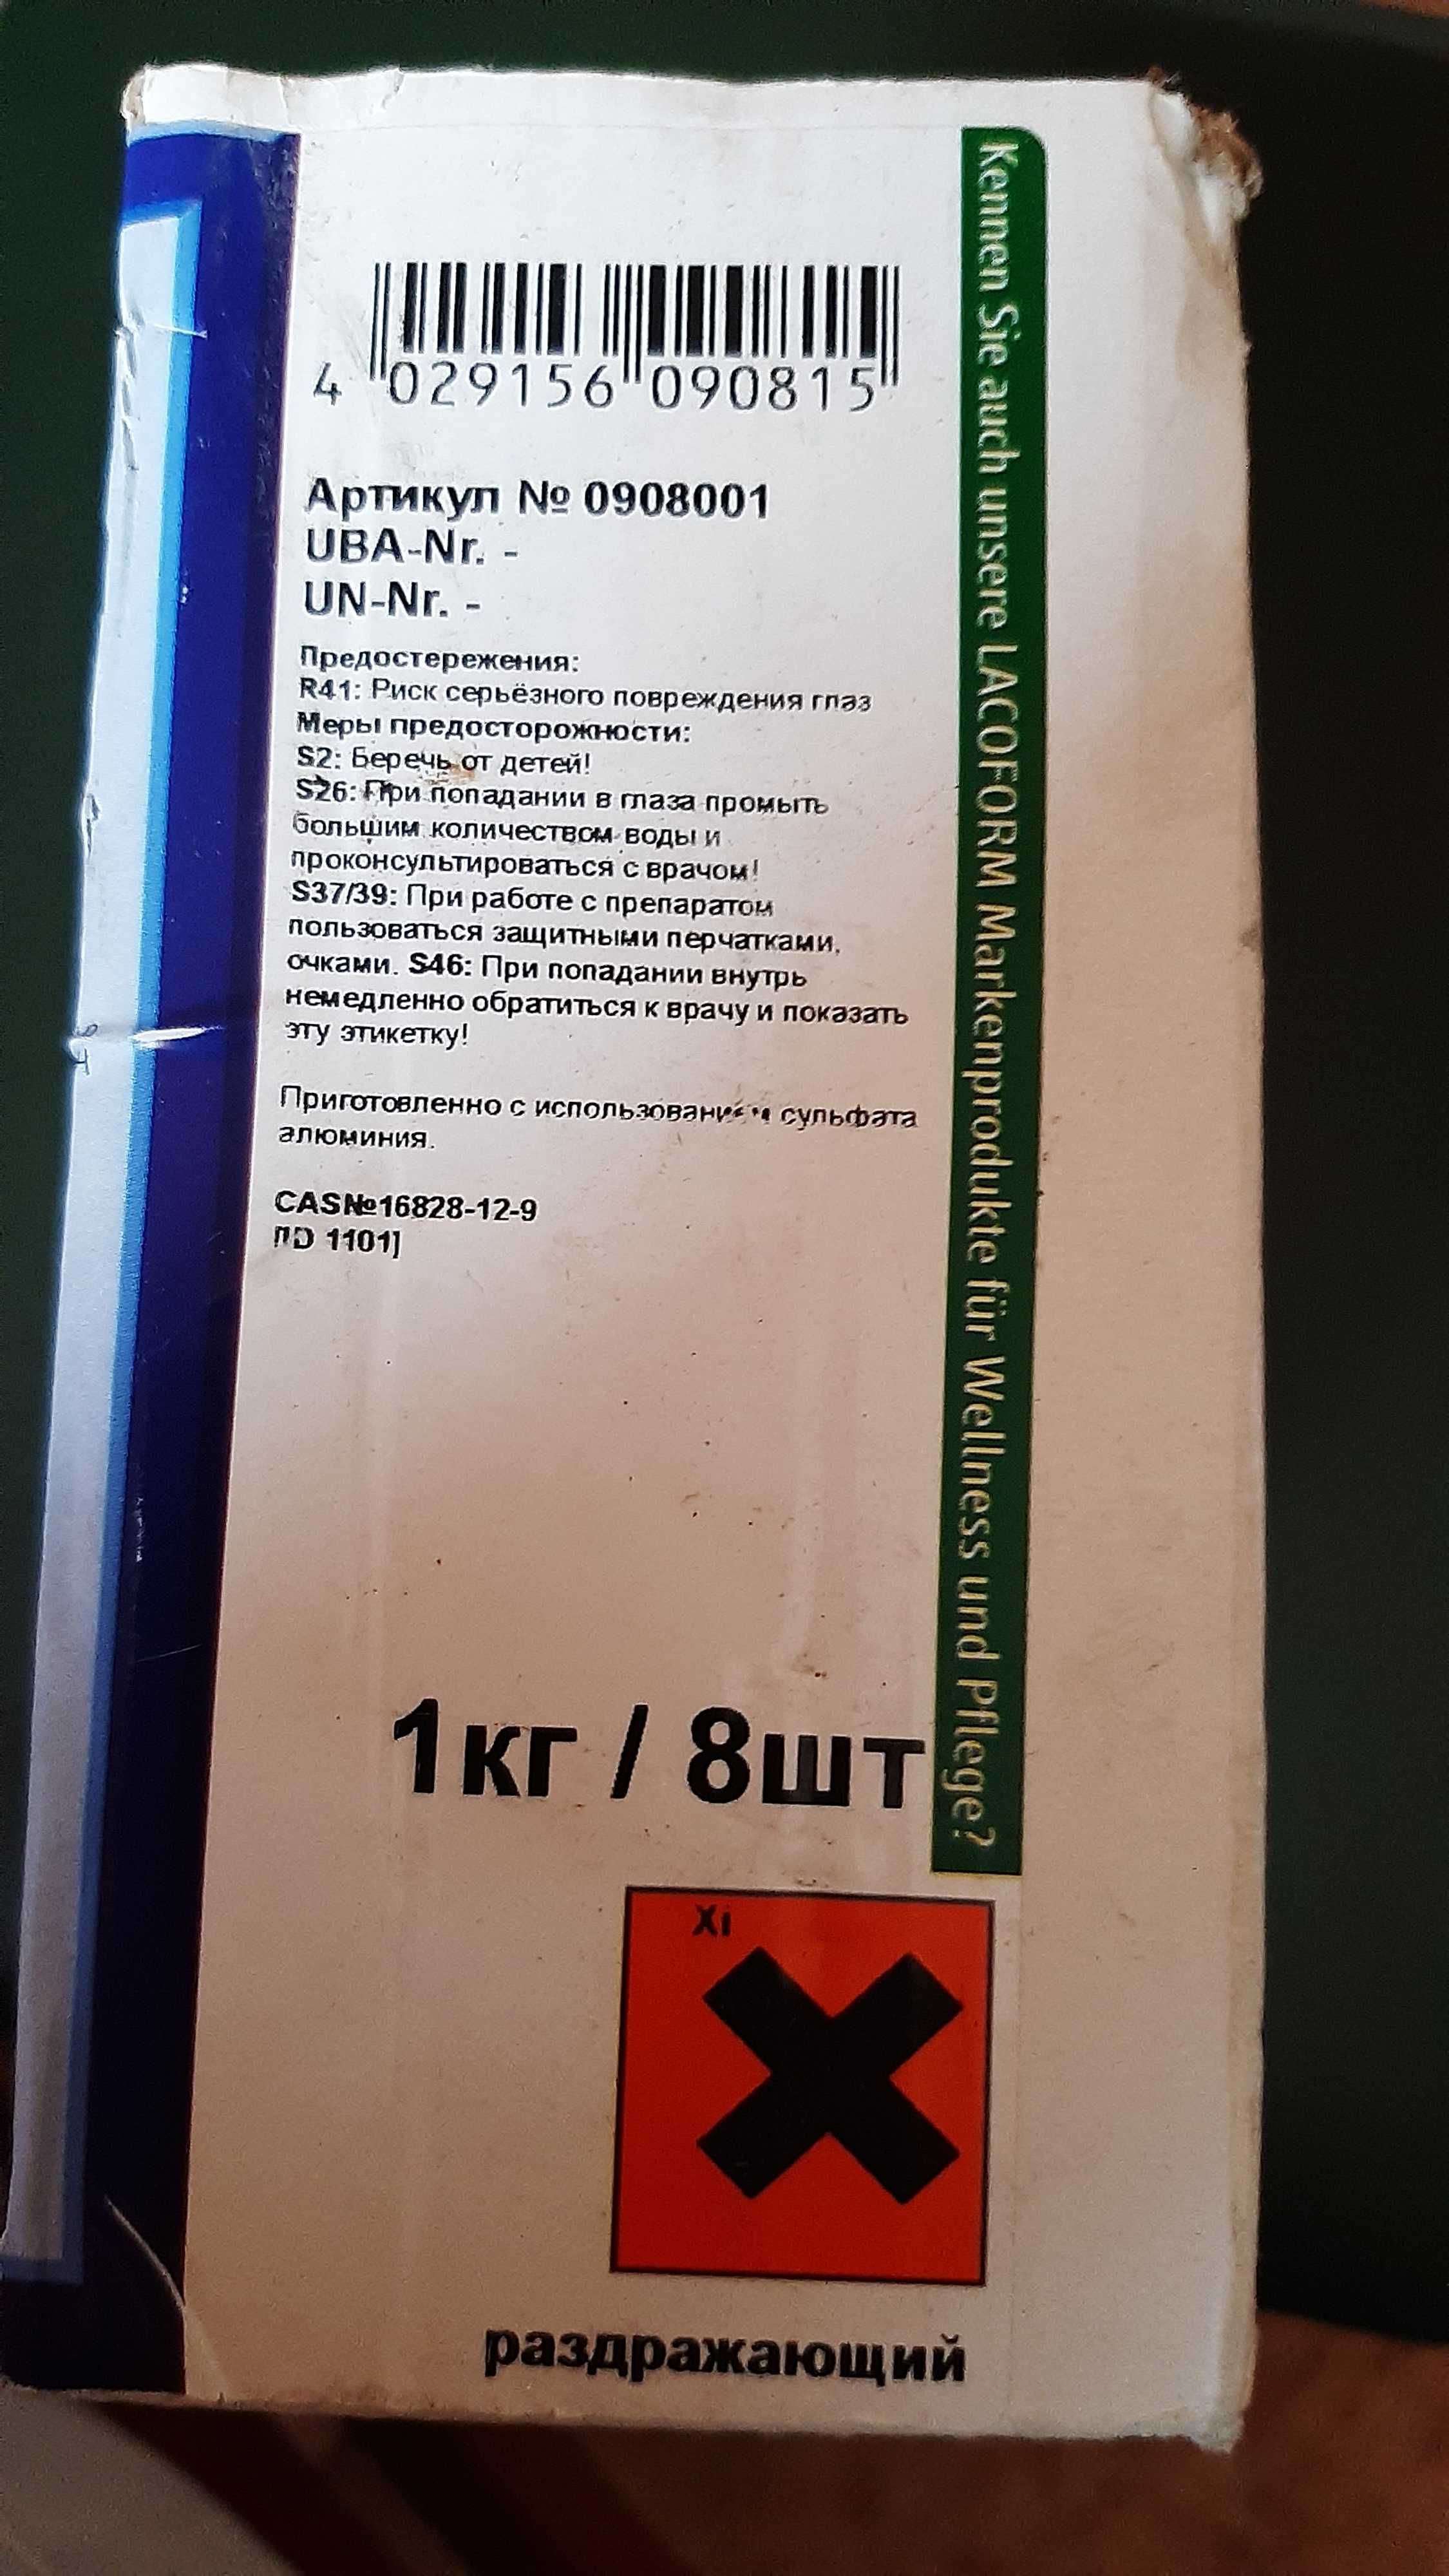 4 029156 090815
Артикул № 0908001
UBA-Nr. -
UN-Nr. -
Предостережения:
R41: Риск серьёзного повреждения глаз
Меры предосторожности:
S2: Беречь от детей!
S26: При попадании в глаза промыть
большим количеством воды и
проконсультироваться с врачом!
S37/39: При работе с препаратом
пользоваться защитными перчатками,
очками. S46: При попадании внутрь
немедленно обратиться к врачу и показать
эту этикетку!
Приготовленно с использованием сульфата
алюминия.
CAS№16828-12-9
[ID 1101]
1кг / 8шт
Kennen Sie auch unsere LACOFORM Markenprodukte für Wellness und Pflege?
Xi
раздражающий